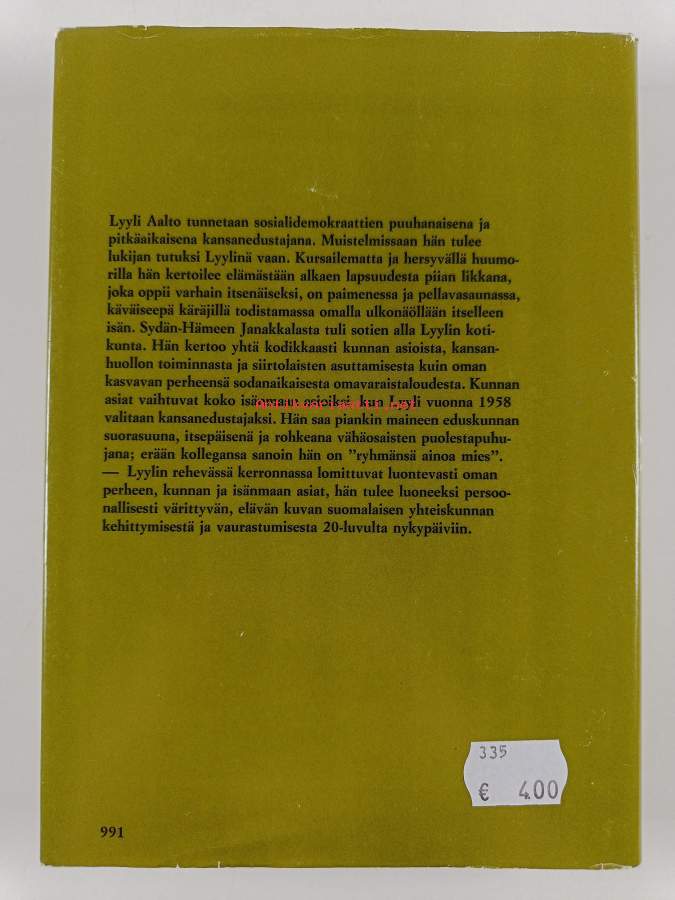 Lyyli Aalto tunnetaan sosialidemokraattien puuhanaisena ja
pitkäaikaisena kansanedustajana. Muistelmissaan hän tulee
lukijan tutuksi Lyylinä vaan. Kursailematta ja hersyvällä huumo-
rilla hän kertoilee elämästään alkaen lapsuudesta piian likkana,
joka oppii varhain itsenäiseksi, on paimenessa ja pellavasaunassa,
käväiseepä käräjillä todistamassa omalla ulkonäöllään itselleen
isän. Sydän-Hämeen Janakkalasta tuli sotien alla Lyylin koti-
kunta. Hän kertoo yhtä kodikkaasti kunnan asioista, kansan-
huollon toiminnasta ja siirtolaisten asuttamisesta kuin oman
kasvavan perheensä sodanaikaisesta omavaraistaloudesta. Kunnan
asiat vaihtuvat koko isänmaan asioiksi, kun Lyyli vuonna 1958
valitaan kansanedustajaksi. Hän saa piankin maineen eduskunnan
suorasuuna, itsepäisenä ja rohkeana vähäosaisten puolestapuhu-
jana; erään kollegansa sanoin hän on "ryhmänsä ainoa mies".
— Lyylin rehevässä kerronnassa lomittuvat luontevasti oman
perheen, kunnan ja isänmaan asiat, hän tulee luoneeksi persoo-
nallisesti värittyvän, elävän kuvan suomalaisen yhteiskunnan
kehittymisestä ja vaurastumisesta 20-luvulta nykypäiviin.
335
€ 4.00
991